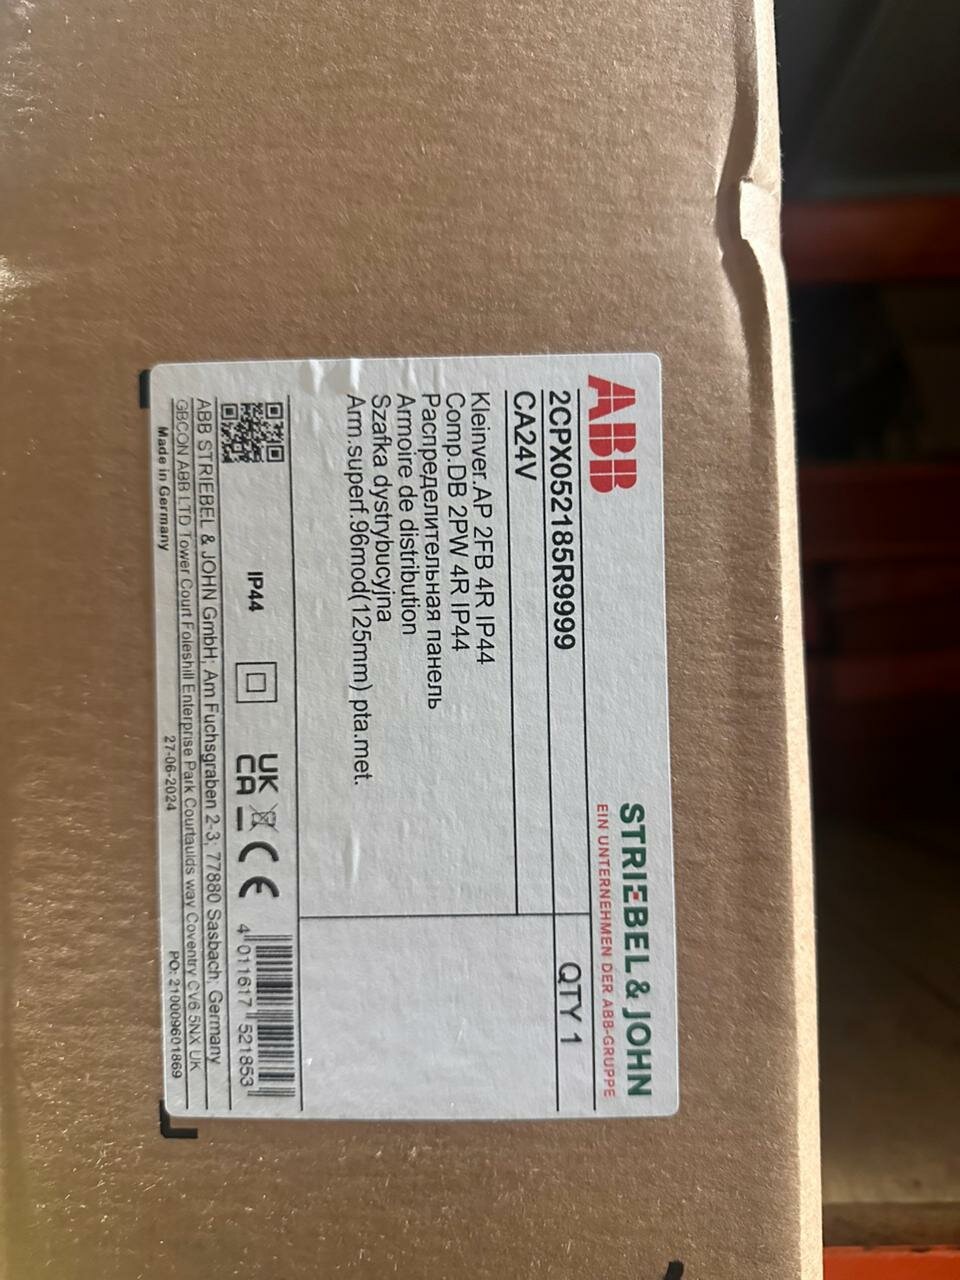 ABB
STRIEBEL & JOHN
EIN UNTERNEHMEN DER ABB-GRUPPE
2CPX052185R9999
QTY 1
CA24V
Kleinver.AP 2FB 4R IP44
Comp.DB 2PW 4R IP44
Распределительная панель
Armoire de distribution
Szafka dystrybucyjna
Arm.superf.96mod(125mm) pta.met.
IP44
UK
CA
CE
4 011617 521853
ABB STRIEBEL & JOHN GmbH; Am Fuchsgraben 2-3; 77880 Sasbach; Germany
GBCON ABB LTD Tower Court Foleshill Enterprise Park Courtaulds way Coventry CV6 5NX UK
Made in Germany
27-06-2024
PO: 210009601869